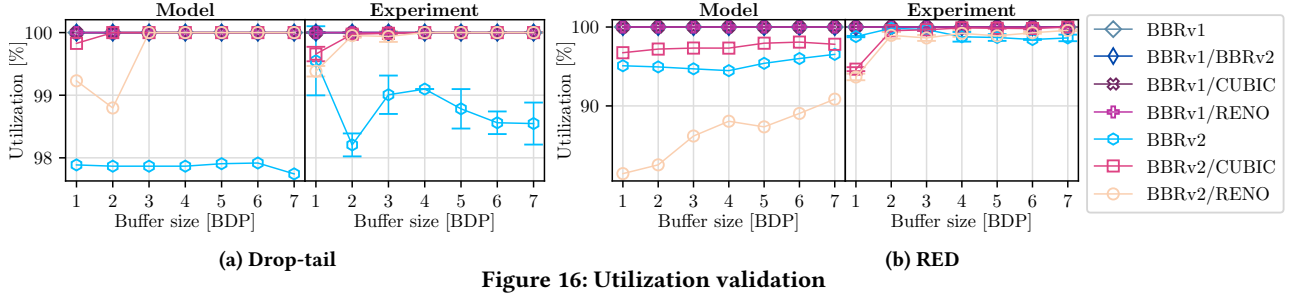 Model Experiment
Utilization [%]
100
99
98
1 2 3 4 5 6 7 1 2 3 4 5 6 7
Buffer size [BDP] Buffer size [BDP]
(a) Drop-tail
Model Experiment
Utilization [%]
100
90
1 2 3 4 5 6 7 1 2 3 4 5 6 7
Buffer size [BDP] Buffer size [BDP]
(b) RED
BBRv1
BBRv1/BBRv2
BBRv1/CUBIC
BBRv1/RENO
BBRv2
BBRv2/CUBIC
BBRv2/RENO
Figure 16: Utilization validation